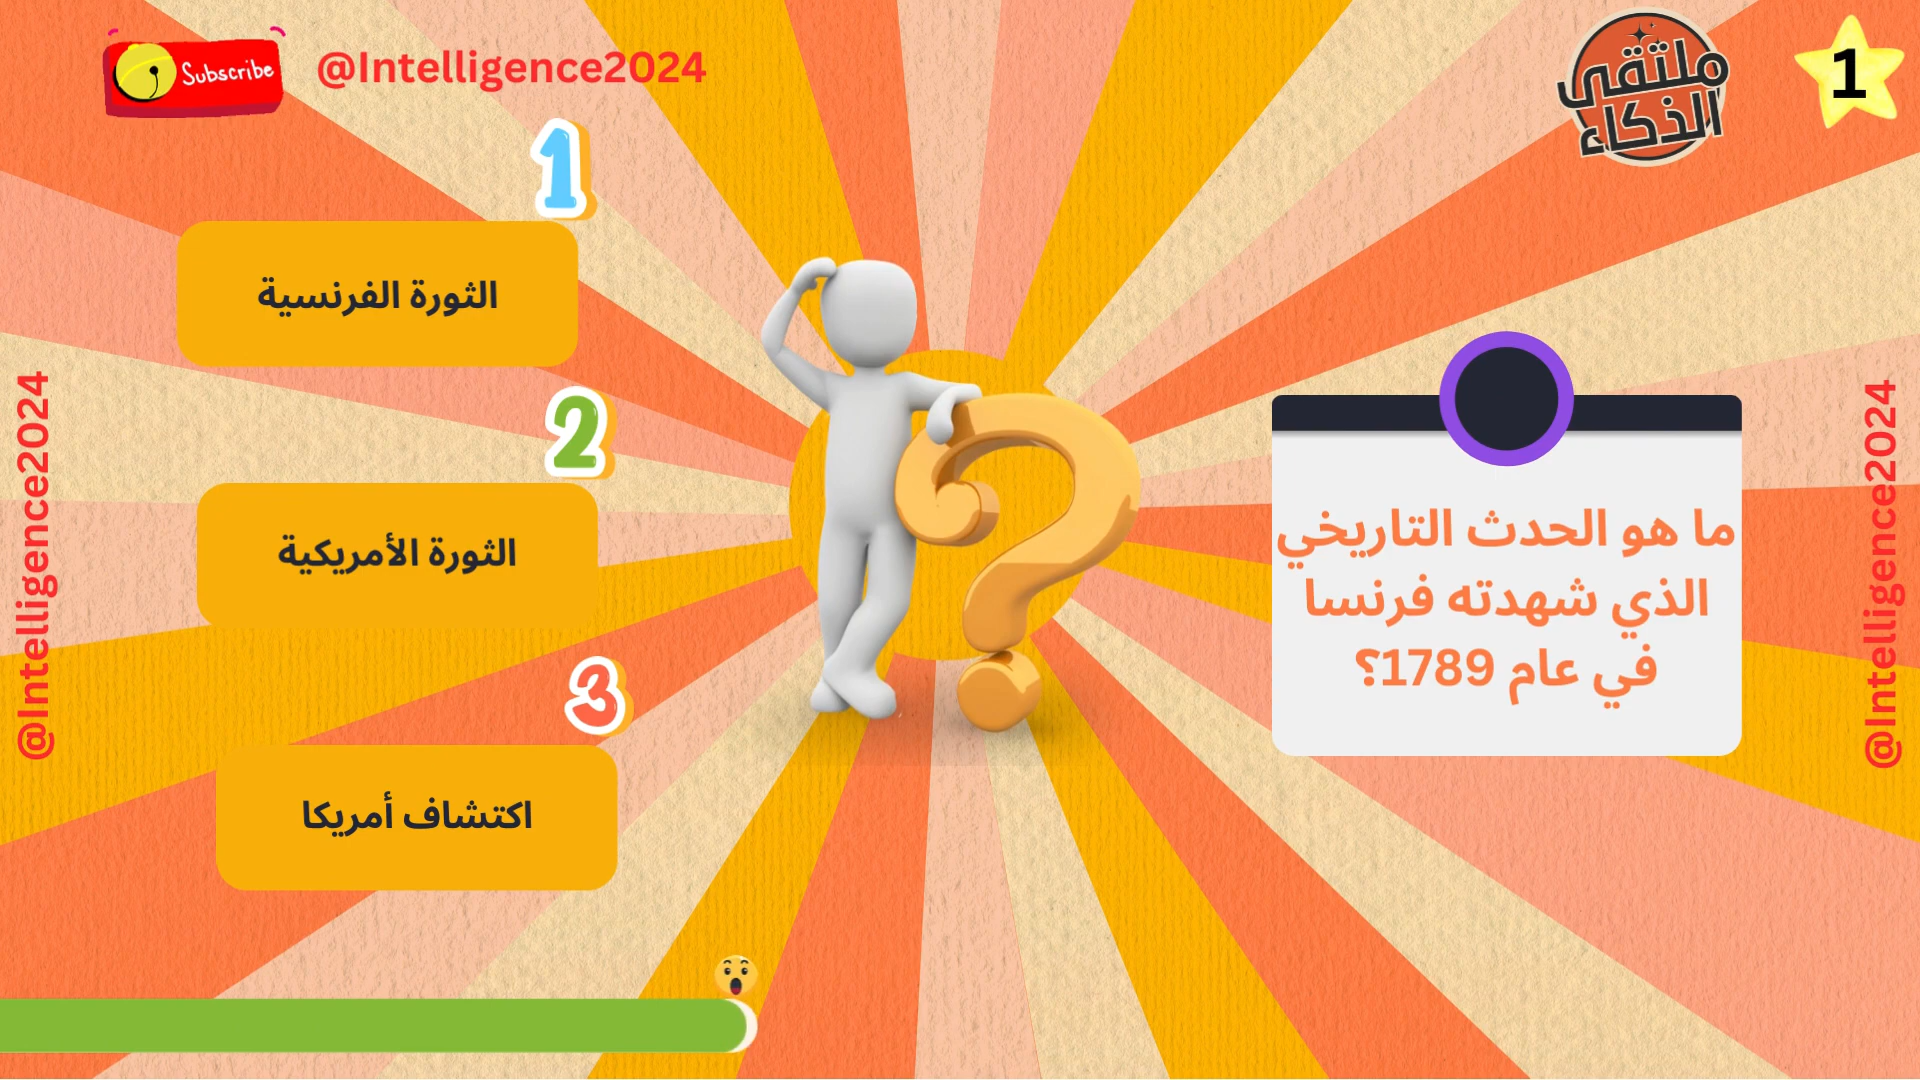 Subscribe
@Intelligence2024
ملتقى
الذكاء
1
ما هو الحدث التاريخي
الذي شهدته فرنسا
في عام 1789؟
1
الثورة الفرنسية
2
الثورة الأمريكية
3
اكتشاف أمريكا
@Intelligence2024
@Intelligence2024